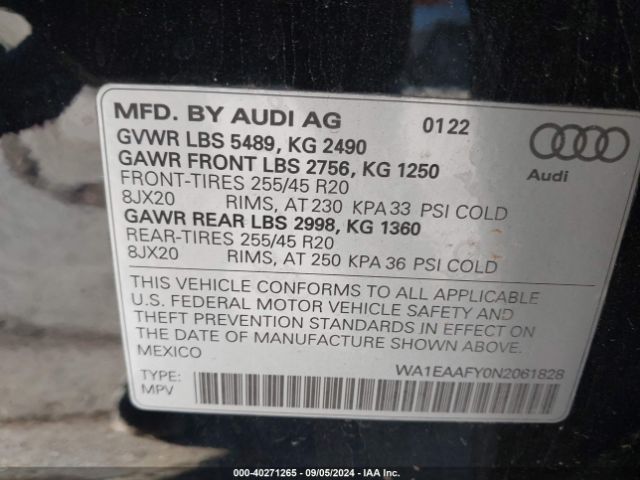 MFD. BY AUDI AG 0122
GVWR LBS 5489, KG 2490
GAWR FRONT LBS 2756, KG 1250
FRONT-TIRES 255/45 R20
8JX20 RIMS, AT 230 KPA 33 PSI COLD
GAWR REAR LBS 2998, KG 1360
REAR-TIRES 255/45 R20
8JX20 RIMS, AT 250 KPA 36 PSI COLD
Audi
THIS VEHICLE CONFORMS TO ALL APPLICABLE
U.S. FEDERAL MOTOR VEHICLE SAFETY AND
THEFT PREVENTION STANDARDS IN EFFECT ON
THE DATE OF MANUFACTURE SHOWN ABOVE.
MEXICO
WA1EAAFY0N2061828
TYPE:
MPV
000-40271265 - 09/05/2024 - IAA Inc.